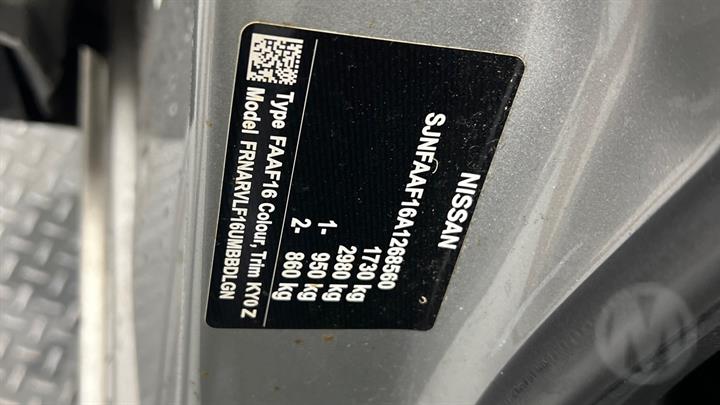 NISSAN
SJNFAAF16A1268560
1730 kg
2980 kg
1- 950 kg
2- 860 kg
Type FAAF16 Colour, Trim KY0 Z
Model FRNARVLF16UMBBDLGN
M